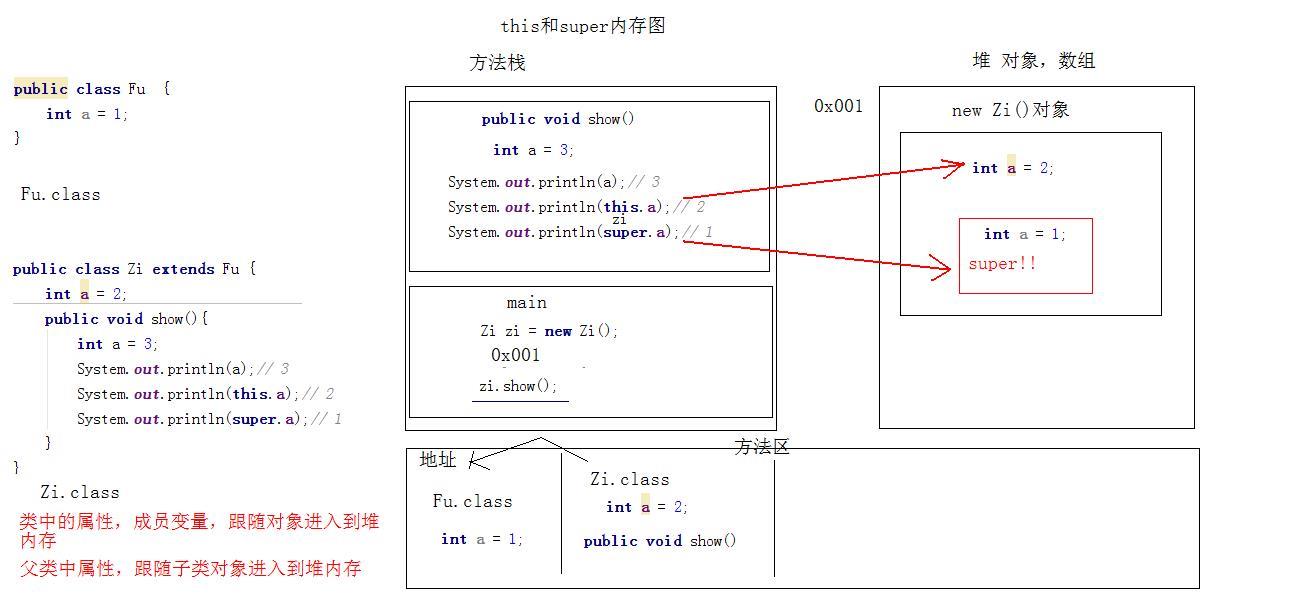 this和super内存图
public class Fu  {
int a = 1;
}
Fu.class
public class Zi extends Fu {
int a = 2;
public void show(){
int a = 3;
System.out.println(a);// 3
System.out.println(this.a);// 2
System.out.println(super.a);// 1
}
}
Zi.class
类中的属性，成员变量，跟随对象进入到堆
内存
父类中属性，跟随子类对象进入到堆内存
方法栈
public void show()
int a = 3;
System.out.println(a);// 3
System.out.println(this.a);// 2
zi
System.out.println(super.a);// 1
main
Zi zi = new Zi();
0x001
zi.show();
堆 对象，数组
0x001
new Zi()对象
int a = 2;
int a = 1;
super!!
方法区
地址
Fu.class
int a = 1;
Zi.class
int a = 2;
public void show()